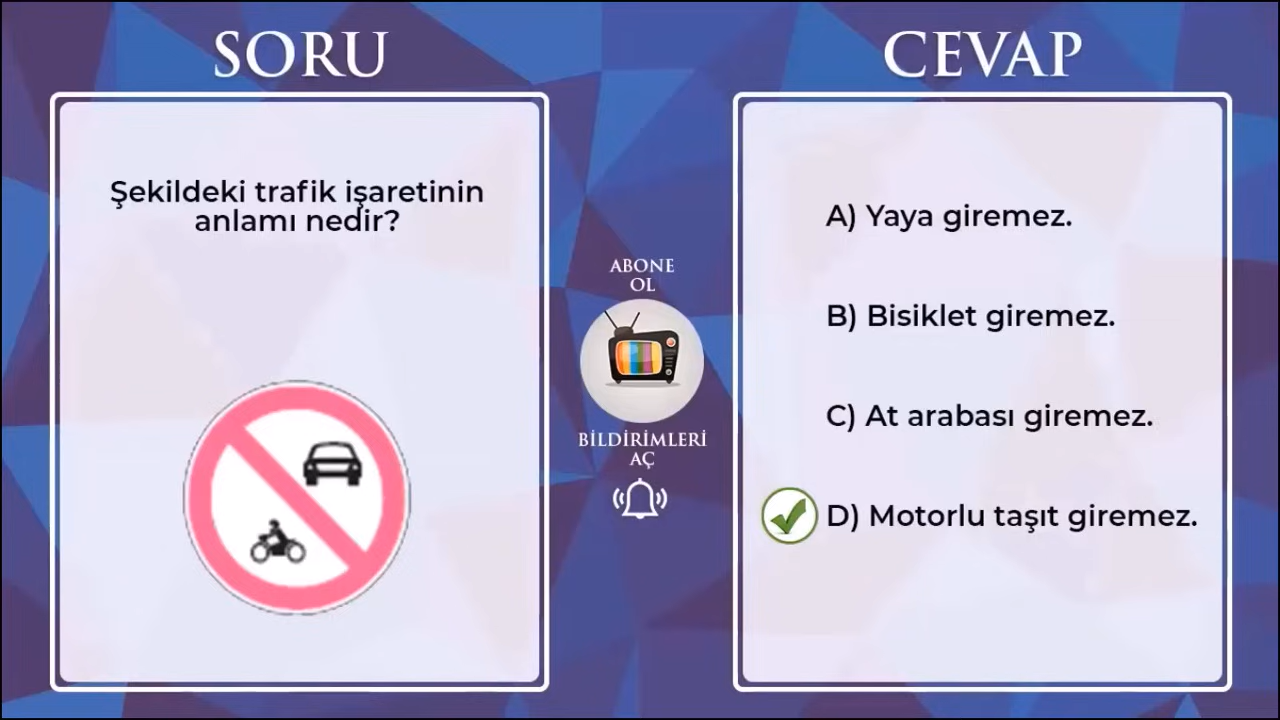 SORU
Şekildeki trafik işaretinin
anlamı nedir?
ABONE
OL
BİLDİRİMLERİ
AÇ
CEVAP
A) Yaya giremez.
B) Bisiklet giremez.
C) At arabası giremez.
D) Motorlu taşıt giremez.